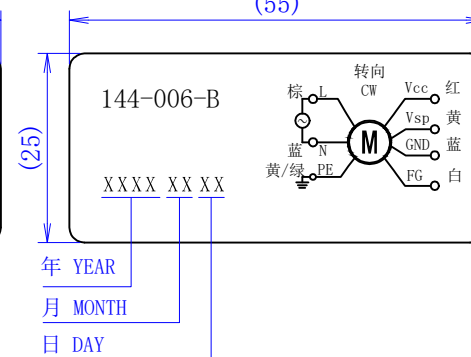 (55)
(25)
144-006-B
转向
CW
棕 L
Vcc 红
Vsp 黄
M
蓝 N
GND 蓝
黄/绿 PE
FG 白
XXXX XX XX
年 YEAR
月 MONTH
日 DAY